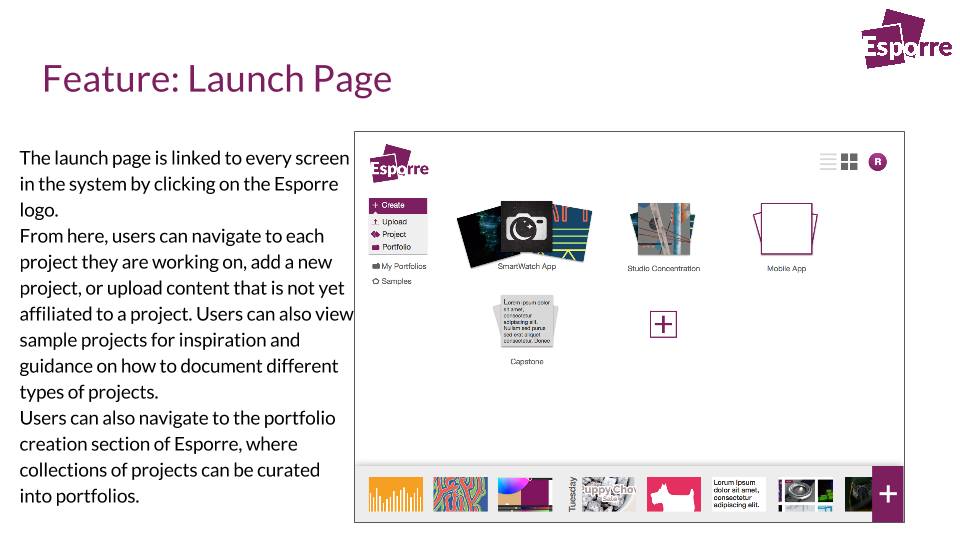 Esporre
Feature: Launch Page
The launch page is linked to every screen
in the system by clicking on the Esporre
logo.
From here, users can navigate to each
project they are working on, add a new
project, or upload content that is not yet
affiliated to a project. Users can also view
sample projects for inspiration and
guidance on how to document different
types of projects.
Users can also navigate to the portfolio
creation section of Esporre, where
collections of projects can be curated
into portfolios.
Esporre
R
+ Create
Upload
Project
Portfolio
My Portfolios
Samples
SmartWatch App
Studio Concentration
Mobile App
Lorem ipsum dolor
sit amet,
consectetur
adipiscing elit.
Nullam sed purus
sed erat aliquet
consectetur. Donec
Capstone
+
Tuesday
Puppy Chow
Sale
Lorem ipsum dolor
sit amet,
consectetur
adipiscing elit.
+